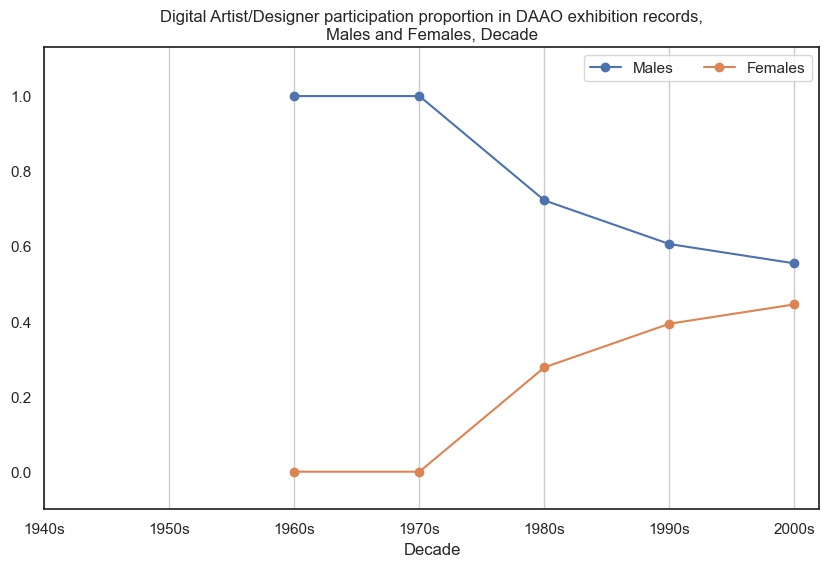 Digital Artist/Designer participation proportion in DAAO exhibition records,
Males and Females, Decade
Males Females
1.0
0.8
0.6
0.4
0.2
0.0
1940s 1950s 1960s 1970s 1980s 1990s 2000s
Decade